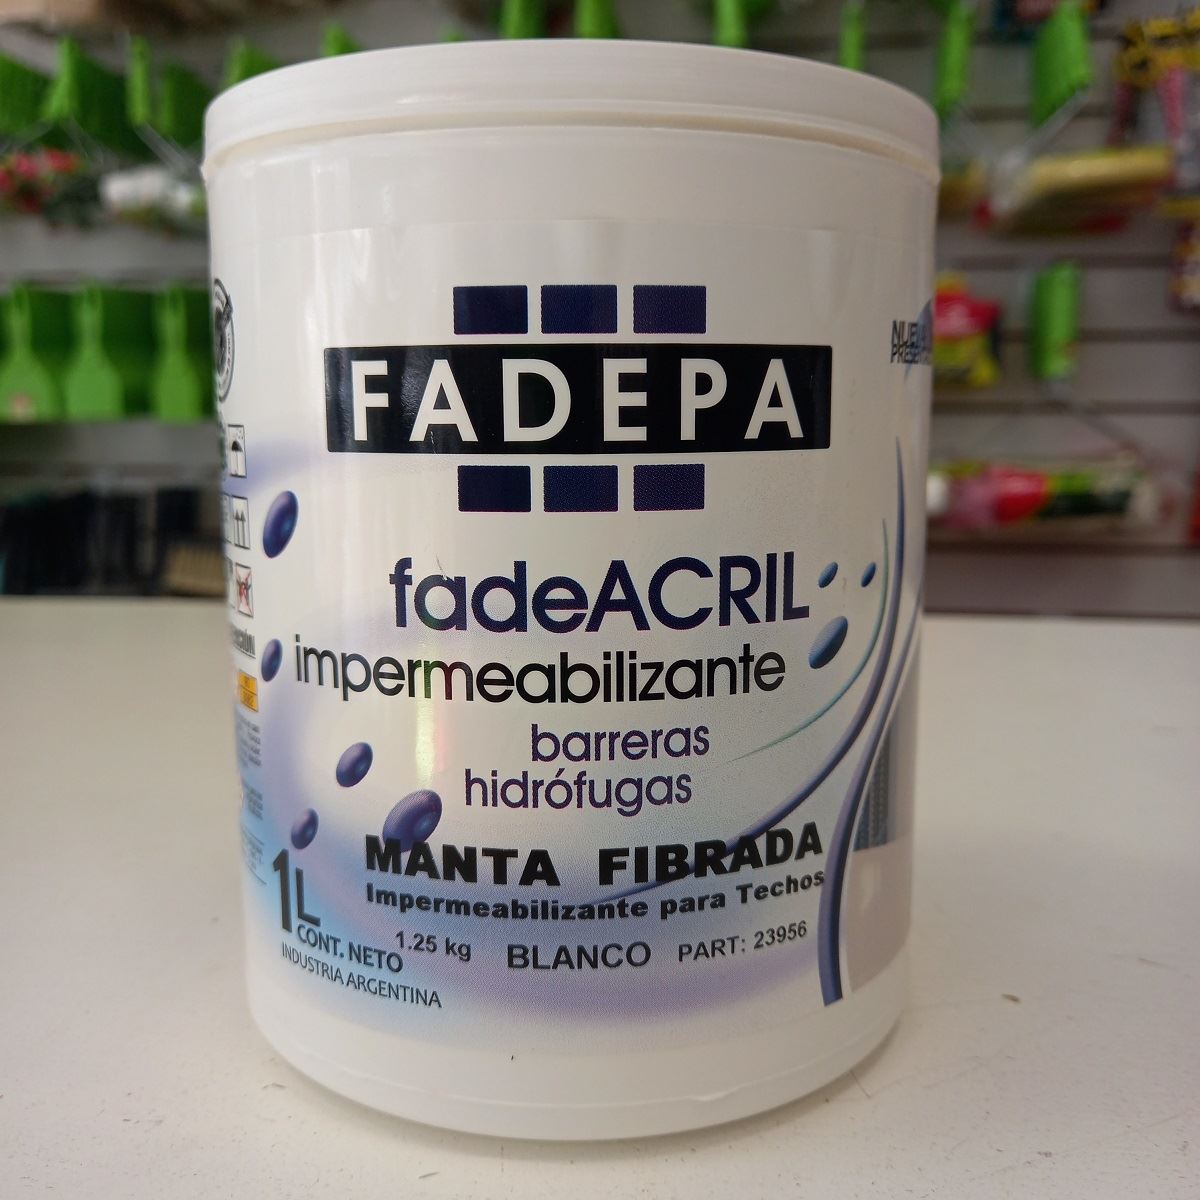 FADEPA
fadeACRIL
impermeabilizante
barreras
hidrófugas
MANTA FIBRADA
Impermeabilizante para Techos
1.25 kg BLANCO PART: 23956
1L
CONT. NETO
INDUSTRIA ARGENTINA